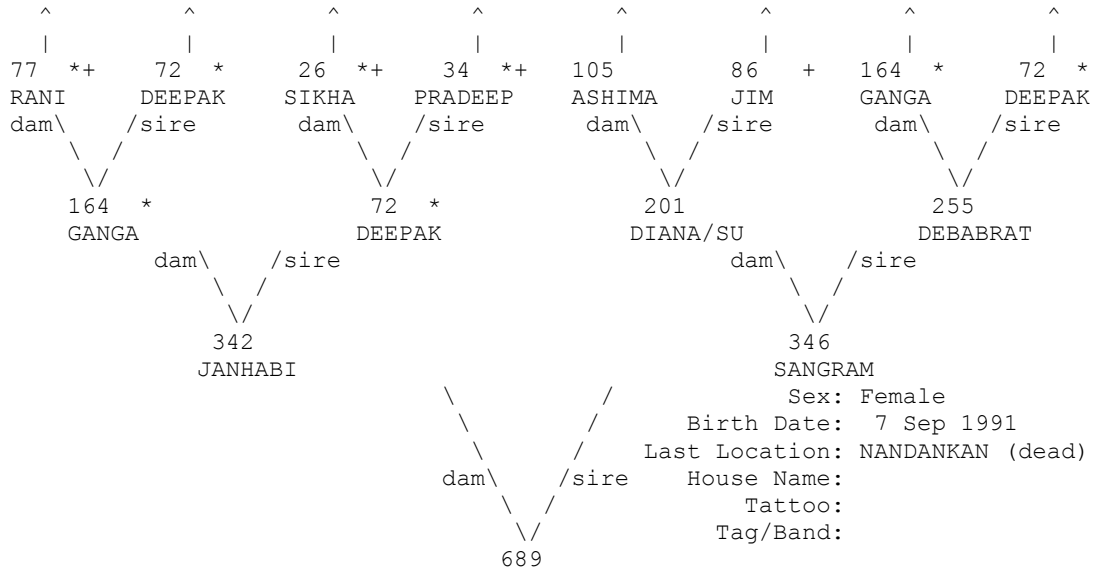 ^ ^ ^ ^ ^ ^ ^ ^
| | | | | | | |
77 *+ 72 * 26 *+ 34 *+ 105 86 + 164 * 72 *
RANI DEEPAK SIKHA PRADEEP ASHIMA JIM GANGA DEEPAK
dam\ /sire dam\ /sire dam\ /sire dam\ /sire
\ / \ / \ / \ /
\/ \/ \/ \/
164 * 72 * 201 255
GANGA DEEPAK DIANA/SU DEBABRAT
dam\ /sire dam\ /sire
\ / \ /
\/ \/
342 346
JANHABI SANGRAM
\ / Sex: Female
\ / Birth Date: 7 Sep 1991
\ / Last Location: NANDANKAN (dead)
dam\ /sire House Name:
\ / Tattoo:
\/ Tag/Band:
689